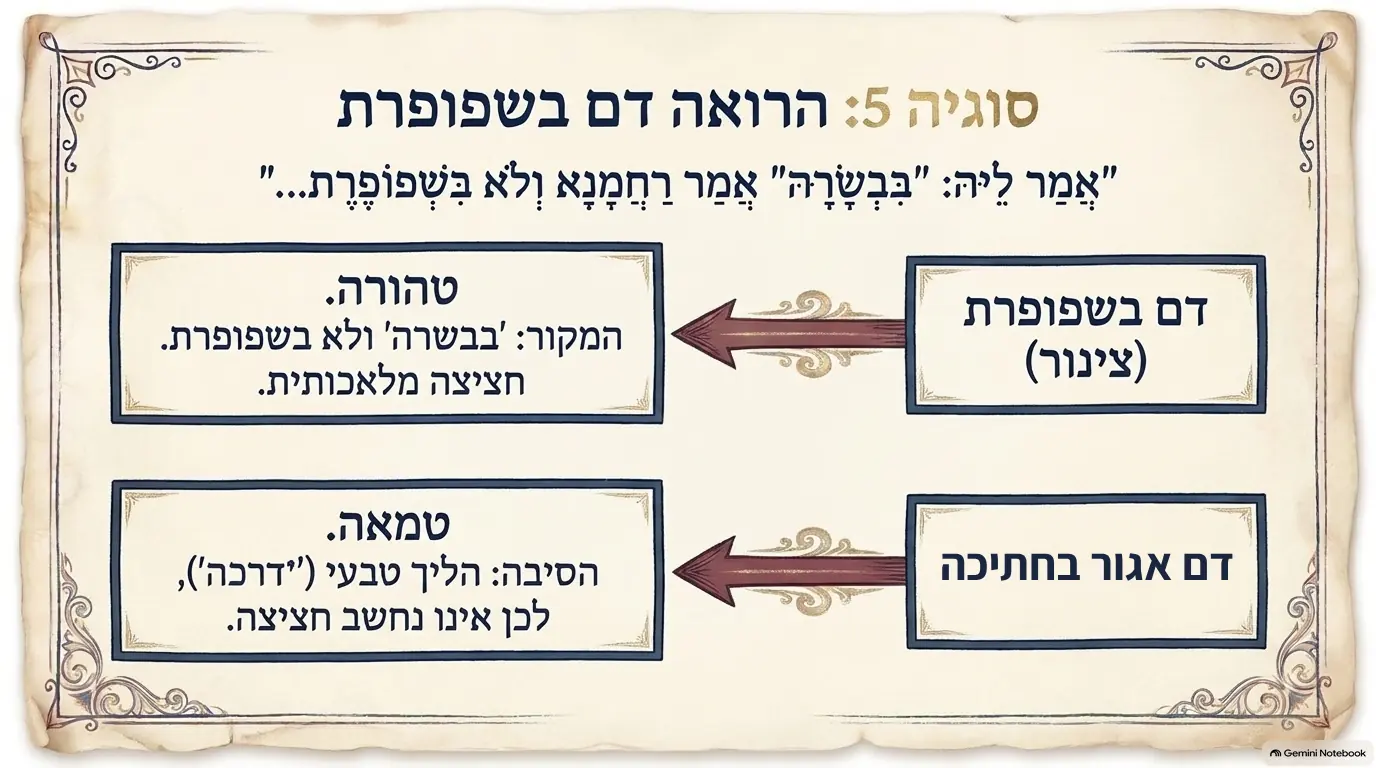 סוגיה 5: הרואה דם בשפופרת
"אֲמַר לֵיהּ: "בִּבְשָׂרָהּ" אֲמַר רַחֲמָנָא וְלֹא בִּשְׁפוֹפֶרֶת..."
דם בשפופרת
(צינור)
טהורה.
המקור: 'בבשרה' ולא בשפופרת.
חציצה מלאכותית.
דם אגור בחתיכה
טמאה.
הסיבה: הליך טבעי ('ידרכה'),
לכן אינו נחשב חציצה.
Gemini Notebook